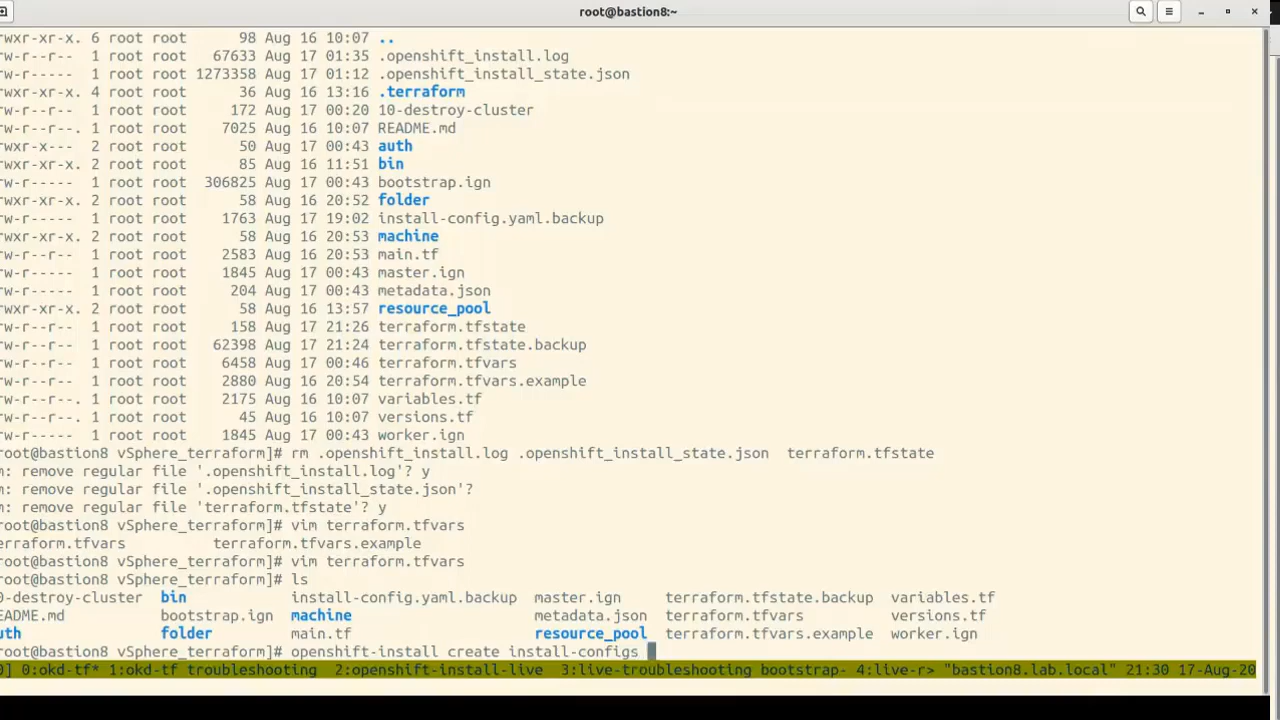 root@bastion8:~
rwxr-xr-x. 6 root root 98 Aug 16 10:07 ..
rw-r--r-- 1 root root 67633 Aug 17 01:35 .openshift_install.log
rw-r----- 1 root root 1273358 Aug 17 01:12 .openshift_install_state.json
rwxr-xr-x. 4 root root 36 Aug 16 13:16 .terraform
rw-r--r-- 1 root root 172 Aug 17 00:20 10-destroy-cluster
rw-r--r--. 1 root root 7025 Aug 16 10:07 README.md
rwxr-x--- 2 root root 50 Aug 17 00:43 auth
rwxr-xr-x. 2 root root 85 Aug 16 11:51 bin
rw-r----- 1 root root 306825 Aug 17 00:43 bootstrap.ign
rwxr-xr-x. 2 root root 58 Aug 16 20:52 folder
rw-r----- 1 root root 1763 Aug 17 19:02 install-config.yaml.backup
rwxr-xr-x. 2 root root 58 Aug 16 20:53 machine
rw-r--r-- 1 root root 2583 Aug 16 20:53 main.tf
rw-r----- 1 root root 1845 Aug 17 00:43 master.ign
rw-r----- 1 root root 204 Aug 17 00:43 metadata.json
rwxr-xr-x. 2 root root 58 Aug 16 13:57 resource_pool
rw-r--r-- 1 root root 158 Aug 17 21:26 terraform.tfstate
rw-r--r-- 1 root root 62398 Aug 17 21:24 terraform.tfstate.backup
rw-r--r-- 1 root root 6458 Aug 17 00:46 terraform.tfvars
rw-r--r-- 1 root root 2880 Aug 16 20:54 terraform.tfvars.example
rw-r--r--. 1 root root 2175 Aug 16 10:07 variables.tf
rw-r--r--. 1 root root 45 Aug 16 10:07 versions.tf
rw-r----- 1 root root 1845 Aug 17 00:43 worker.ign
root@bastion8 vSphere_terraform]# rm .openshift_install.log .openshift_install_state.json terraform.tfstate
m: remove regular file '.openshift_install.log'? y
m: remove regular file '.openshift_install_state.json'?
m: remove regular file 'terraform.tfstate'? y
root@bastion8 vSphere_terraform]# vim terraform.tfvars
erraform.tfvars terraform.tfvars.example
root@bastion8 vSphere_terraform]# vim terraform.tfvars
root@bastion8 vSphere_terraform]# ls
0-destroy-cluster bin install-config.yaml.backup master.ign terraform.tfstate.backup variables.tf
EADME.md bootstrap.ign machine metadata.json terraform.tfvars versions.tf
uth folder main.tf resource_pool terraform.tfvars.example worker.ign
root@bastion8 vSphere_terraform]# openshift-install create install-configs
0] 0:okd-tf* 1:okd-tf troubleshooting 2:openshift-install-live 3:live-troubleshooting bootstrap- 4:live-r> "bastion8.lab.local" 21:30 17-Aug-20